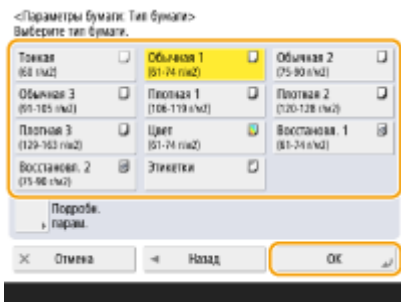 <Параметры бумаги: Тип бумаги>
Выберите тип бумаги.
Тонкая
(60 г/м2)
Обычная 1
(61-74 г/м2)
Обычная 2
(75-90 г/м2)
Обычная 3
(91-105 г/м2)
Плотная 1
(106-119 г/м2)
Плотная 2
(120-128 г/м2)
Плотная 3
(129-163 г/м2)
Цвет
(61-74 г/м2)
Восстановл. 1
(61-74 г/м2)
Восстановл. 2
(75-90 г/м2)
Этикетки
Подробн.
парам.
Отмена
Назад
OK